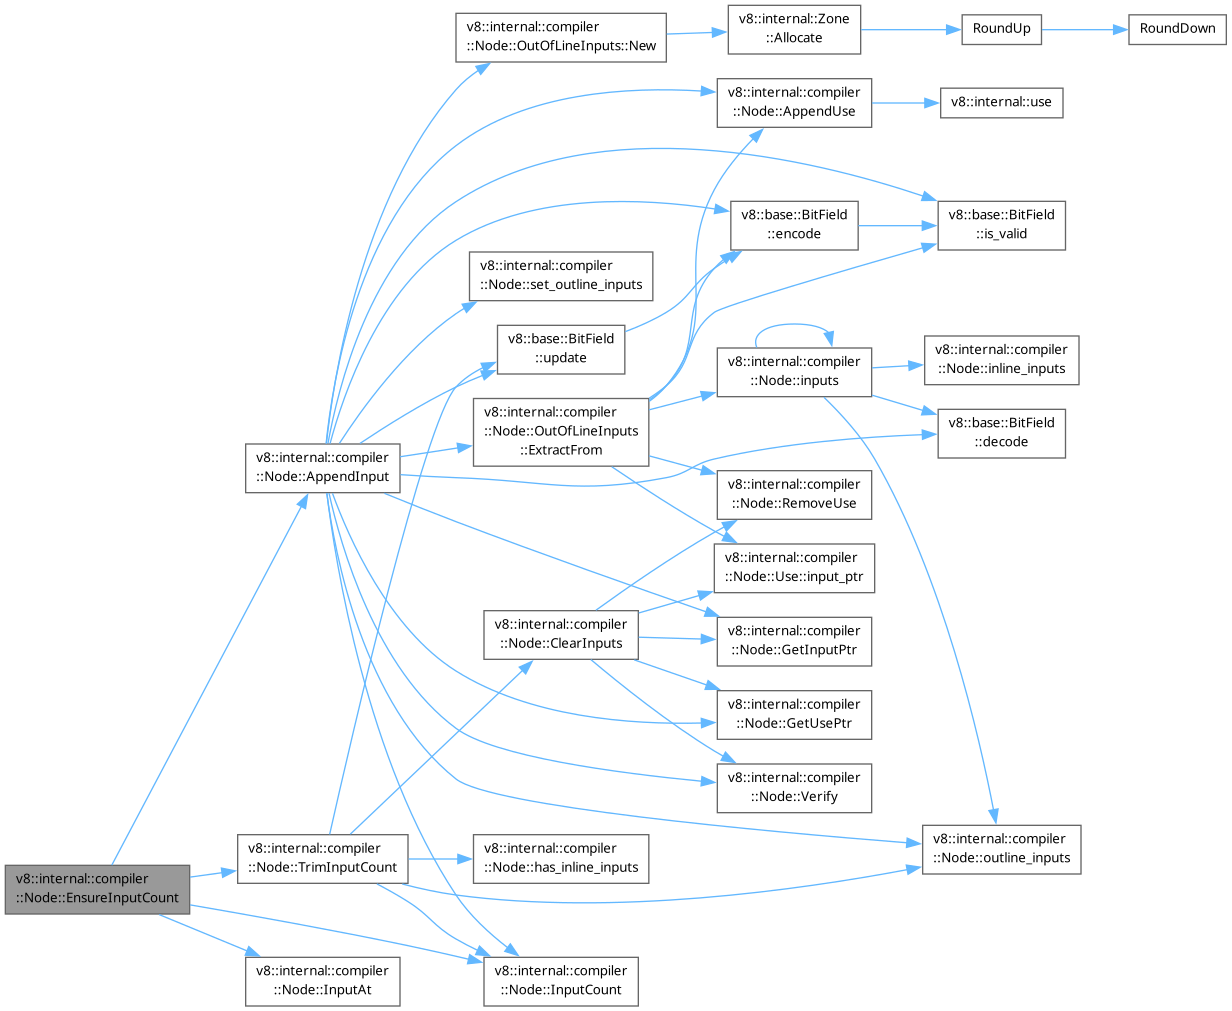 v8::internal::compiler
::Node::OutOfLineInputs::New
v8::internal::Zone
::Allocate
RoundUp
RoundDown
v8::internal::compiler
::Node::AppendUse
v8::internal::use
v8::base::BitField
::encode
v8::base::BitField
::is_valid
v8::internal::compiler
::Node::set_outline_inputs
v8::base::BitField
::update
v8::internal::compiler
::Node::inputs
v8::internal::compiler
::Node::inline_inputs
v8::internal::compiler
::Node::OutOfLineInputs
::ExtractFrom
v8::base::BitField
::decode
v8::internal::compiler
::Node::AppendInput
v8::internal::compiler
::Node::RemoveUse
v8::internal::compiler
::Node::Use::input_ptr
v8::internal::compiler
::Node::ClearInputs
v8::internal::compiler
::Node::GetInputPtr
v8::internal::compiler
::Node::GetUsePtr
v8::internal::compiler
::Node::Verify
v8::internal::compiler
::Node::outline_inputs
v8::internal::compiler
::Node::TrimInputCount
v8::internal::compiler
::Node::has_inline_inputs
v8::internal::compiler
::Node::EnsureInputCount
v8::internal::compiler
::Node::InputAt
v8::internal::compiler
::Node::InputCount